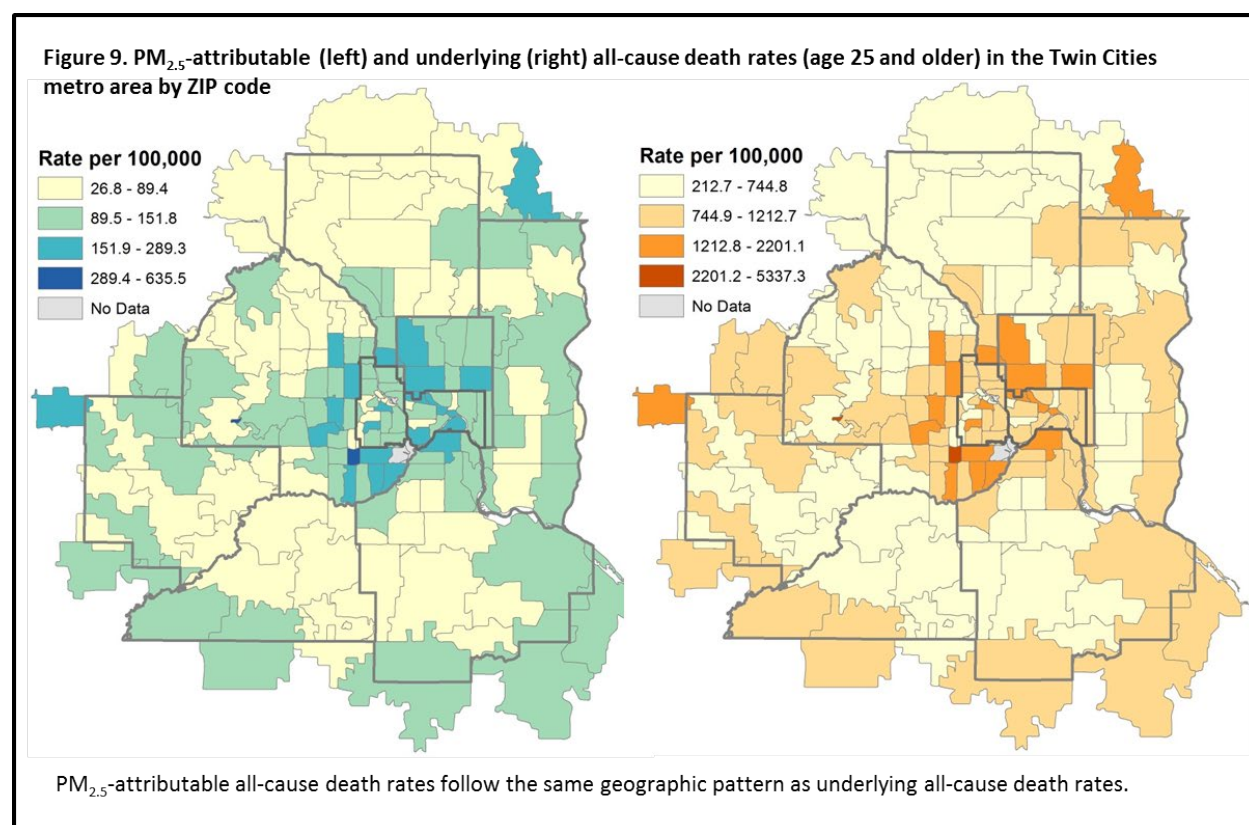 Figure 9. PM2.5-attributable (left) and underlying (right) all-cause death rates (age 25 and older) in the Twin Cities
metro area by ZIP code
Rate per 100,000
26.8 - 89.4
89.5 - 151.8
151.9 - 289.3
289.4 - 635.5
No Data
Rate per 100,000
212.7 - 744.8
744.9 - 1212.7
1212.8 - 2201.1
2201.2 - 5337.3
No Data
PM2.5-attributable all-cause death rates follow the same geographic pattern as underlying all-cause death rates.